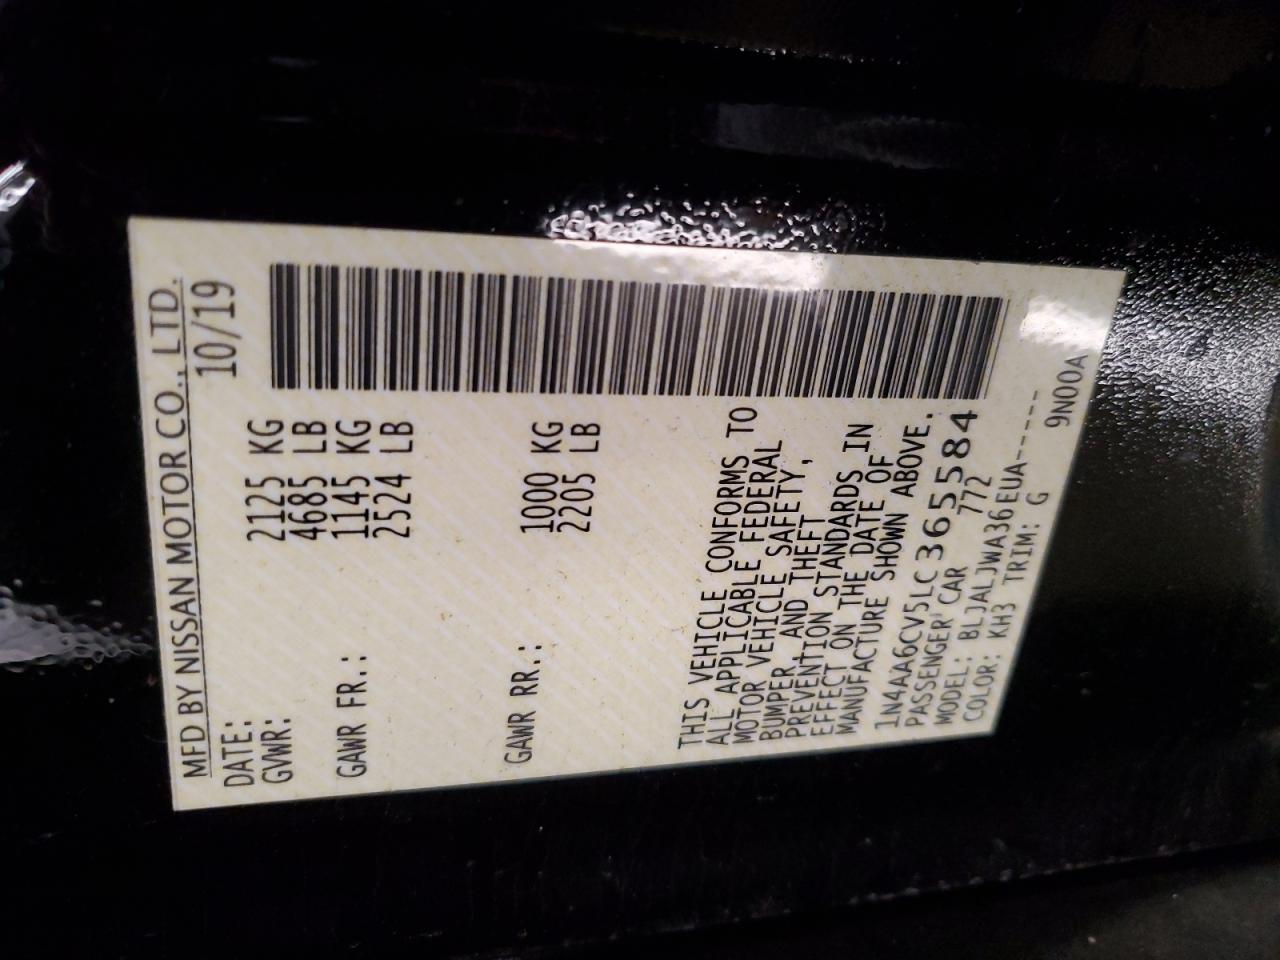 MFD BY NISSAN MOTOR CO., LTD.
DATE: 10/19
GVWR: 2125 KG
4685 LB
GAWR FR.: 1145 KG
2524 LB
GAWR RR.: 1000 KG
2205 LB
THIS VEHICLE CONFORMS TO
ALL APPLICABLE FEDERAL
MOTOR VEHICLE SAFETY,
BUMPER, AND THEFT
PREVENTION STANDARDS IN
EFFECT ON THE DATE OF
MANUFACTURE SHOWN ABOVE.
1N4AA6CV5LC365584
PASSENGER CAR 772
MODEL: BLJALJWA36EUA-----
COLOR: KH3 TRIM: G 9N00A